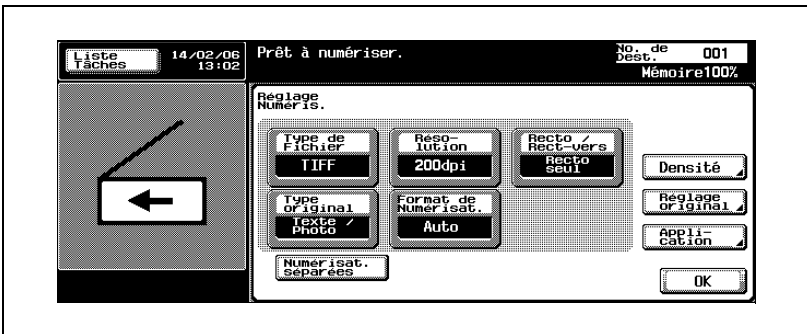 Liste
Tâches
14/02/06
13:02
Prêt à numériser.
No. de
Dest.
001
Mémoire100%
Réglage
Numéris.
Type de
Fichier
TIFF
Réso-
lution
200dpi
Recto /
Rect-vers
Recto
seul
Type
original
Texte /
Photo
Format de
Numérisat.
Auto
Numérisat.
séparées
Densité
Réglage
original
Appli-
cation
OK